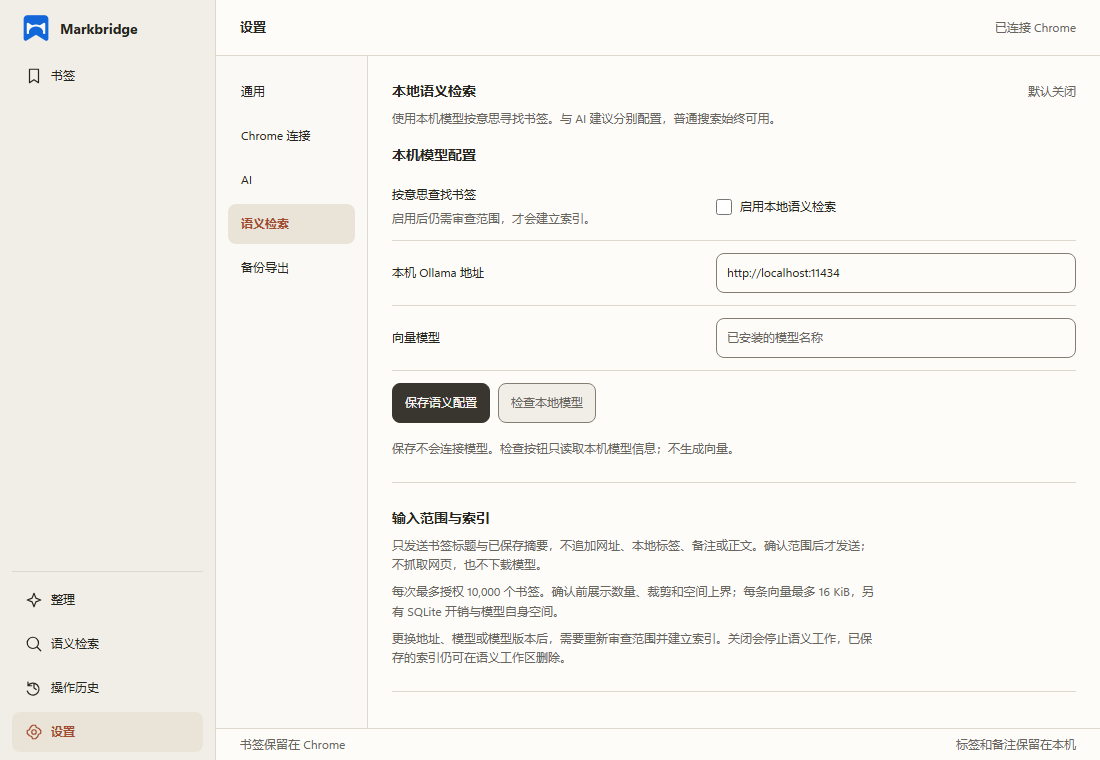 Markbridge
书签
整理
语义检索
操作历史
设置
设置
已连接 Chrome
通用
Chrome 连接
AI
语义检索
备份导出
本地语义检索
默认关闭
使用本机模型按意思寻找书签。与 AI 建议分别配置，普通搜索始终可用。
本机模型配置
按意思查找书签
启用后仍需审查范围，才会建立索引。
启用本地语义检索
本机 Ollama 地址
http://localhost:11434
向量模型
已安装的模型名称
保存语义配置
检查本地模型
保存不会连接模型。检查按钮只读取本机模型信息；不生成向量。
输入范围与索引
只发送书签标题与已保存摘要，不追加网址、本地标签、备注或正文。确认范围后才发送；
不抓取网页，也不下载模型。
每次最多授权 10,000 个书签。确认前展示数量、裁剪和空间上界；每条向量最多 16 KiB，另
有 SQLite 开销与模型自身空间。
更换地址、模型或模型版本后，需要重新审查范围并建立索引。关闭会停止语义工作，已保
存的索引仍可在语义工作区删除。
书签保留在 Chrome
标签和备注保留在本机